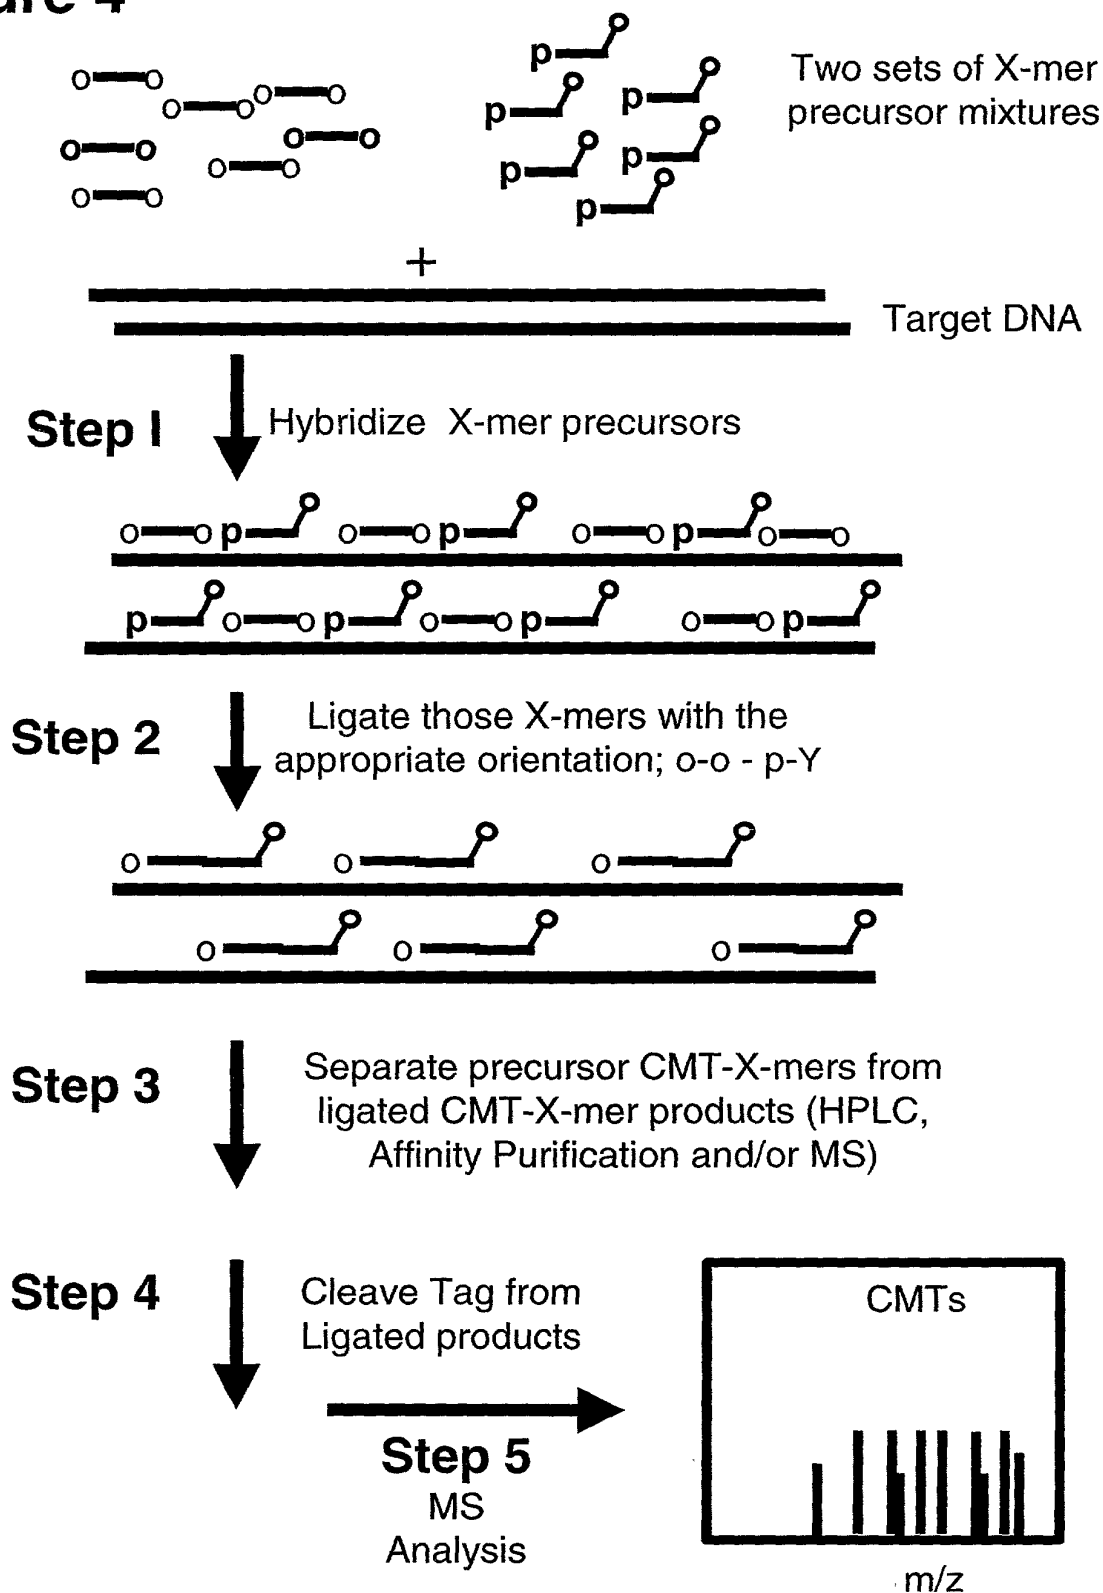 Two sets of X-mer
precursor mixtures
p
p
p
p
p
p
+
Target DNA
Step I
Hybridize X-mer precursors
p p p
p p p p
Step 2
Ligate those X-mers with the
appropriate orientation; o-o - p-Y
Step 3
Separate precursor CMT-X-mers from
ligated CMT-X-mer products (HPLC,
Affinity Purification and/or MS)
Step 4
Cleave Tag from
Ligated products
Step 5
MS
Analysis
CMTs
m/z